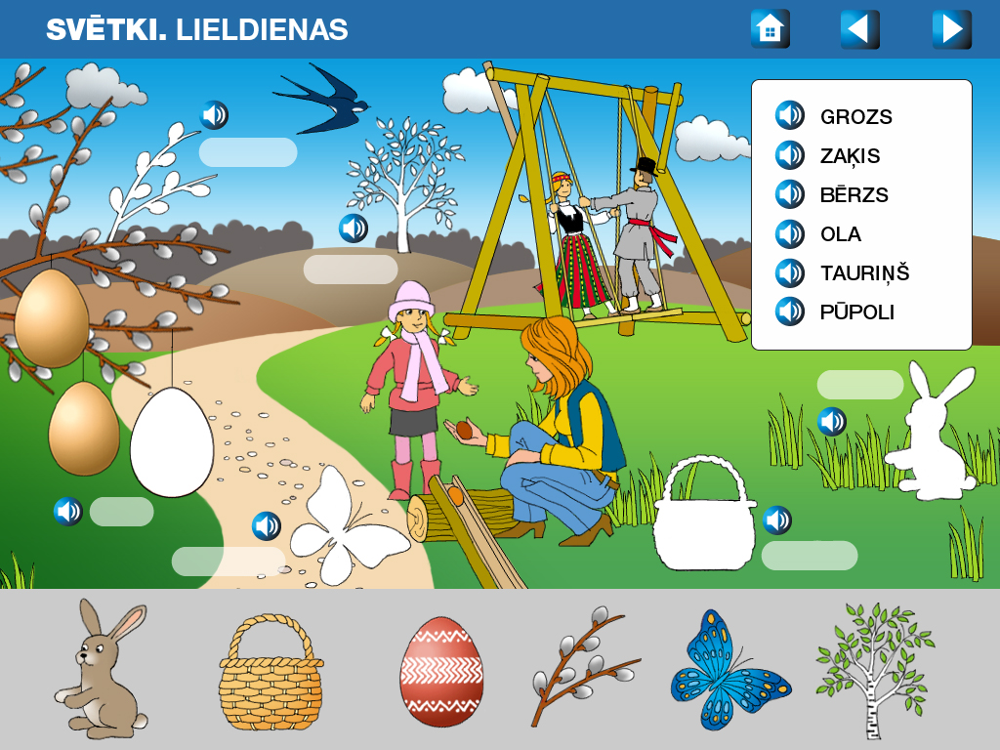 SVĒTKI. LIELDIENAS
GROZS
ZAĶIS
BĒRZS
OLA
TAURIŅŠ
PŪPOLI